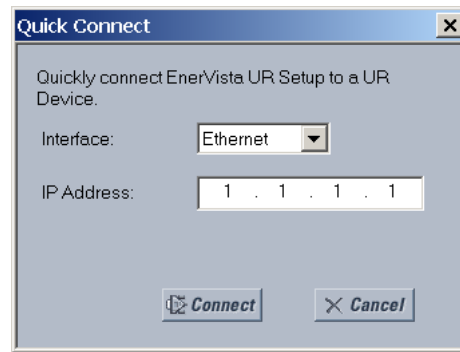 Quick Connect
Quickly connect EnerVista UR Setup to a UR
Device.
Interface: Ethernet
IP Address: 1 . 1 . 1 . 1
Connect Cancel